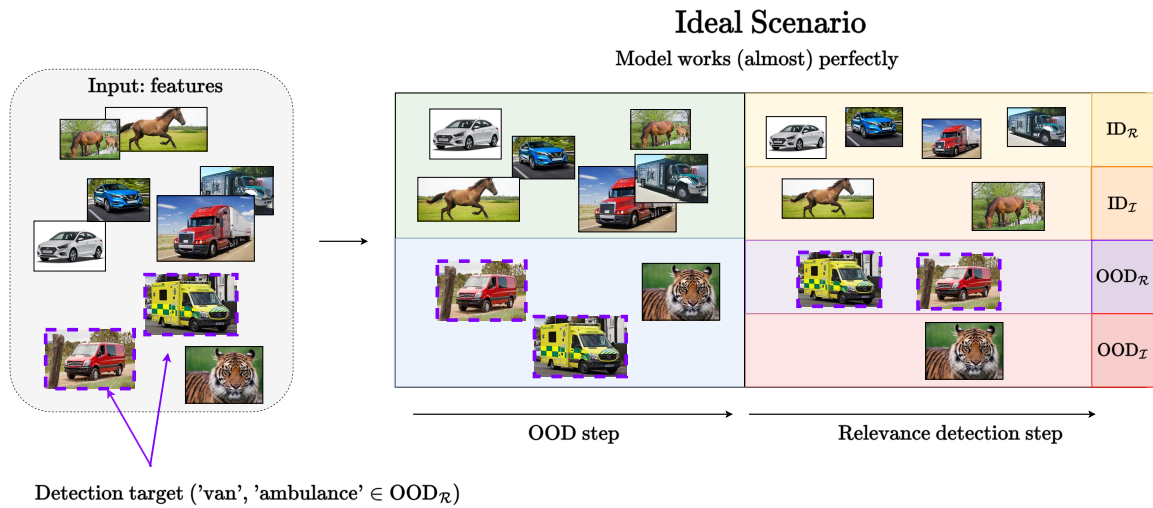 Ideal Scenario
Model works (almost) perfectly
Input: features
ID_ℛ
ID_ℐ
OOD_ℛ
OOD_ℐ
OOD step
Relevance detection step
Detection target ('van', 'ambulance' ∈ OOD_ℛ)